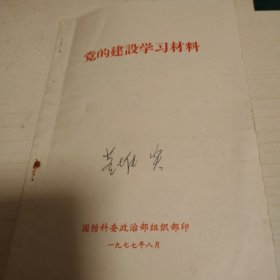 党的建設学习材料
国防科委政治部组织部印
一九七七年八月